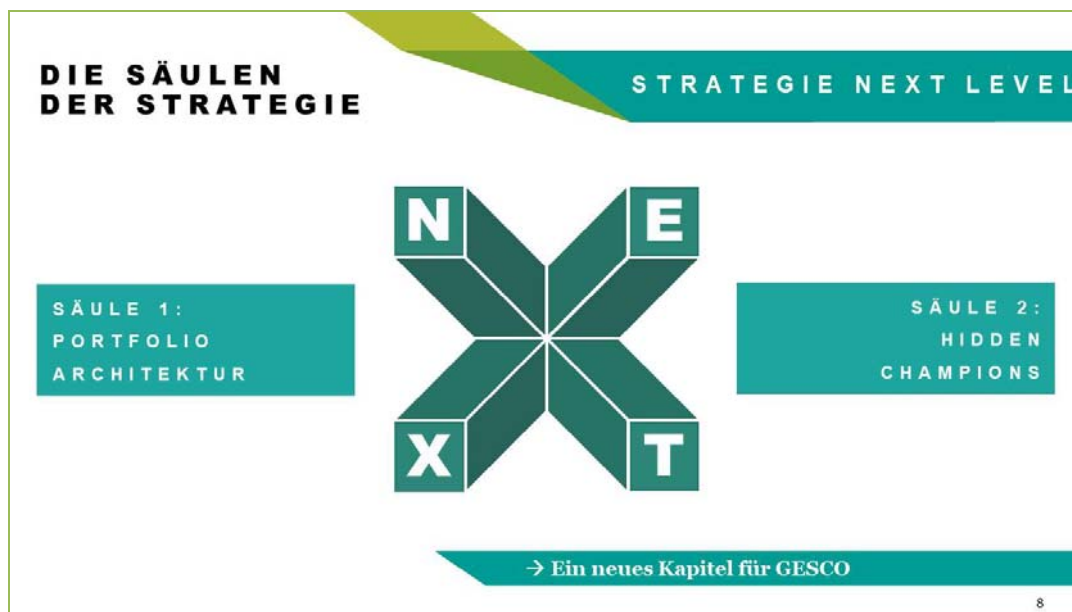 DIE SÄULEN
DER STRATEGIE
STRATEGIE NEXT LEVEL
N E
SÄULE 1:
PORTFOLIO
ARCHITEKTUR
SÄULE 2:
HIDDEN
CHAMPIONS
X T
→ Ein neues Kapitel für GESCO
8